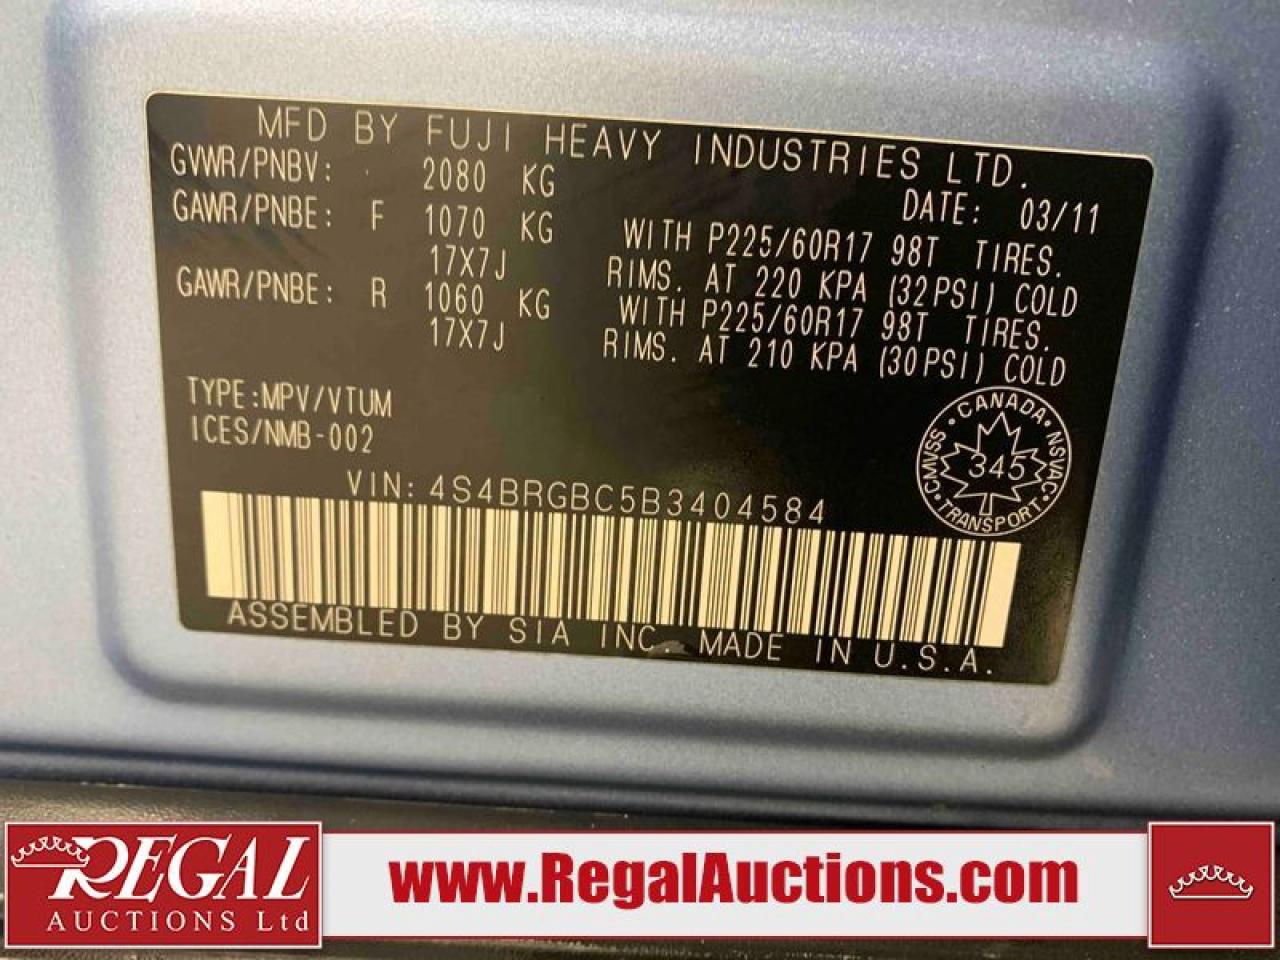 MFD BY FUJI HEAVY INDUSTRIES LTD.
GVWR/PNBV: 2080 KG DATE: 03/11
GAWR/PNBE: F 1070 KG WITH P225/60R17 98T TIRES.
17X7J RIMS. AT 220 KPA (32PSI) COLD
GAWR/PNBE: R 1060 KG WITH P225/60R17 98T TIRES.
17X7J RIMS. AT 210 KPA (30PSI) COLD
TYPE:MPV/VTUM
ICES/NMB-002
CMVSS · CANADA · NSVAC
345
TRANSPORT
VIN: 4S4BRGBC5B3404584
ASSEMBLED BY SIA INC. MADE IN U.S.A.
REGAL
AUCTIONS Ltd
www.RegalAuctions.com